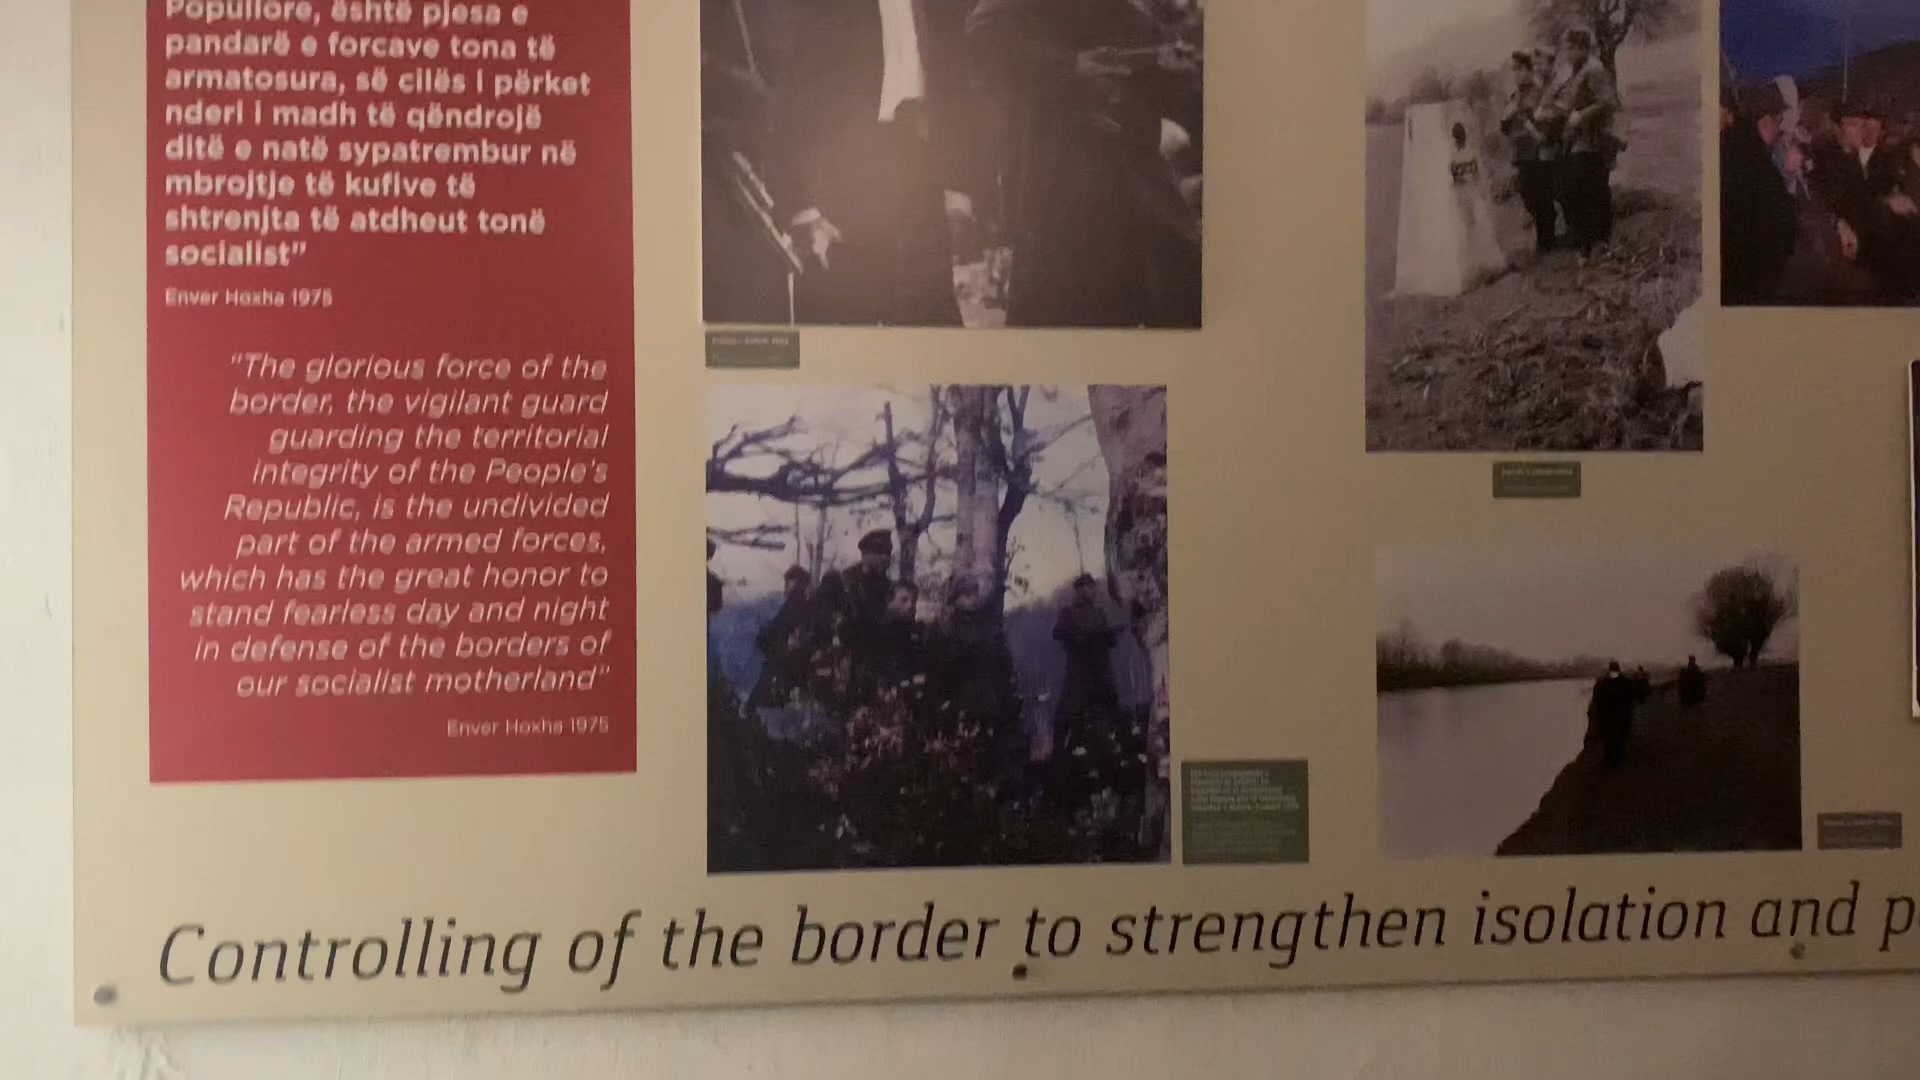 Popullore, është pjesa e
pandarë e forcave tona të
armatosura, së cilës i përket
nderi i madh të qëndrojë
ditë e natë sypatrembur në
mbrojtje të kufive të
shtrenjta të atdheut tonë
socialist"
Enver Hoxha 1975
"The glorious force of the
border, the vigilant guard
guarding the territorial
integrity of the People's
Republic, is the undivided
part of the armed forces,
which has the great honor to
stand fearless day and night
in defense of the borders of
our socialist motherland"
Enver Hoxha 1975
Controlling of the border to strengthen isolation and p